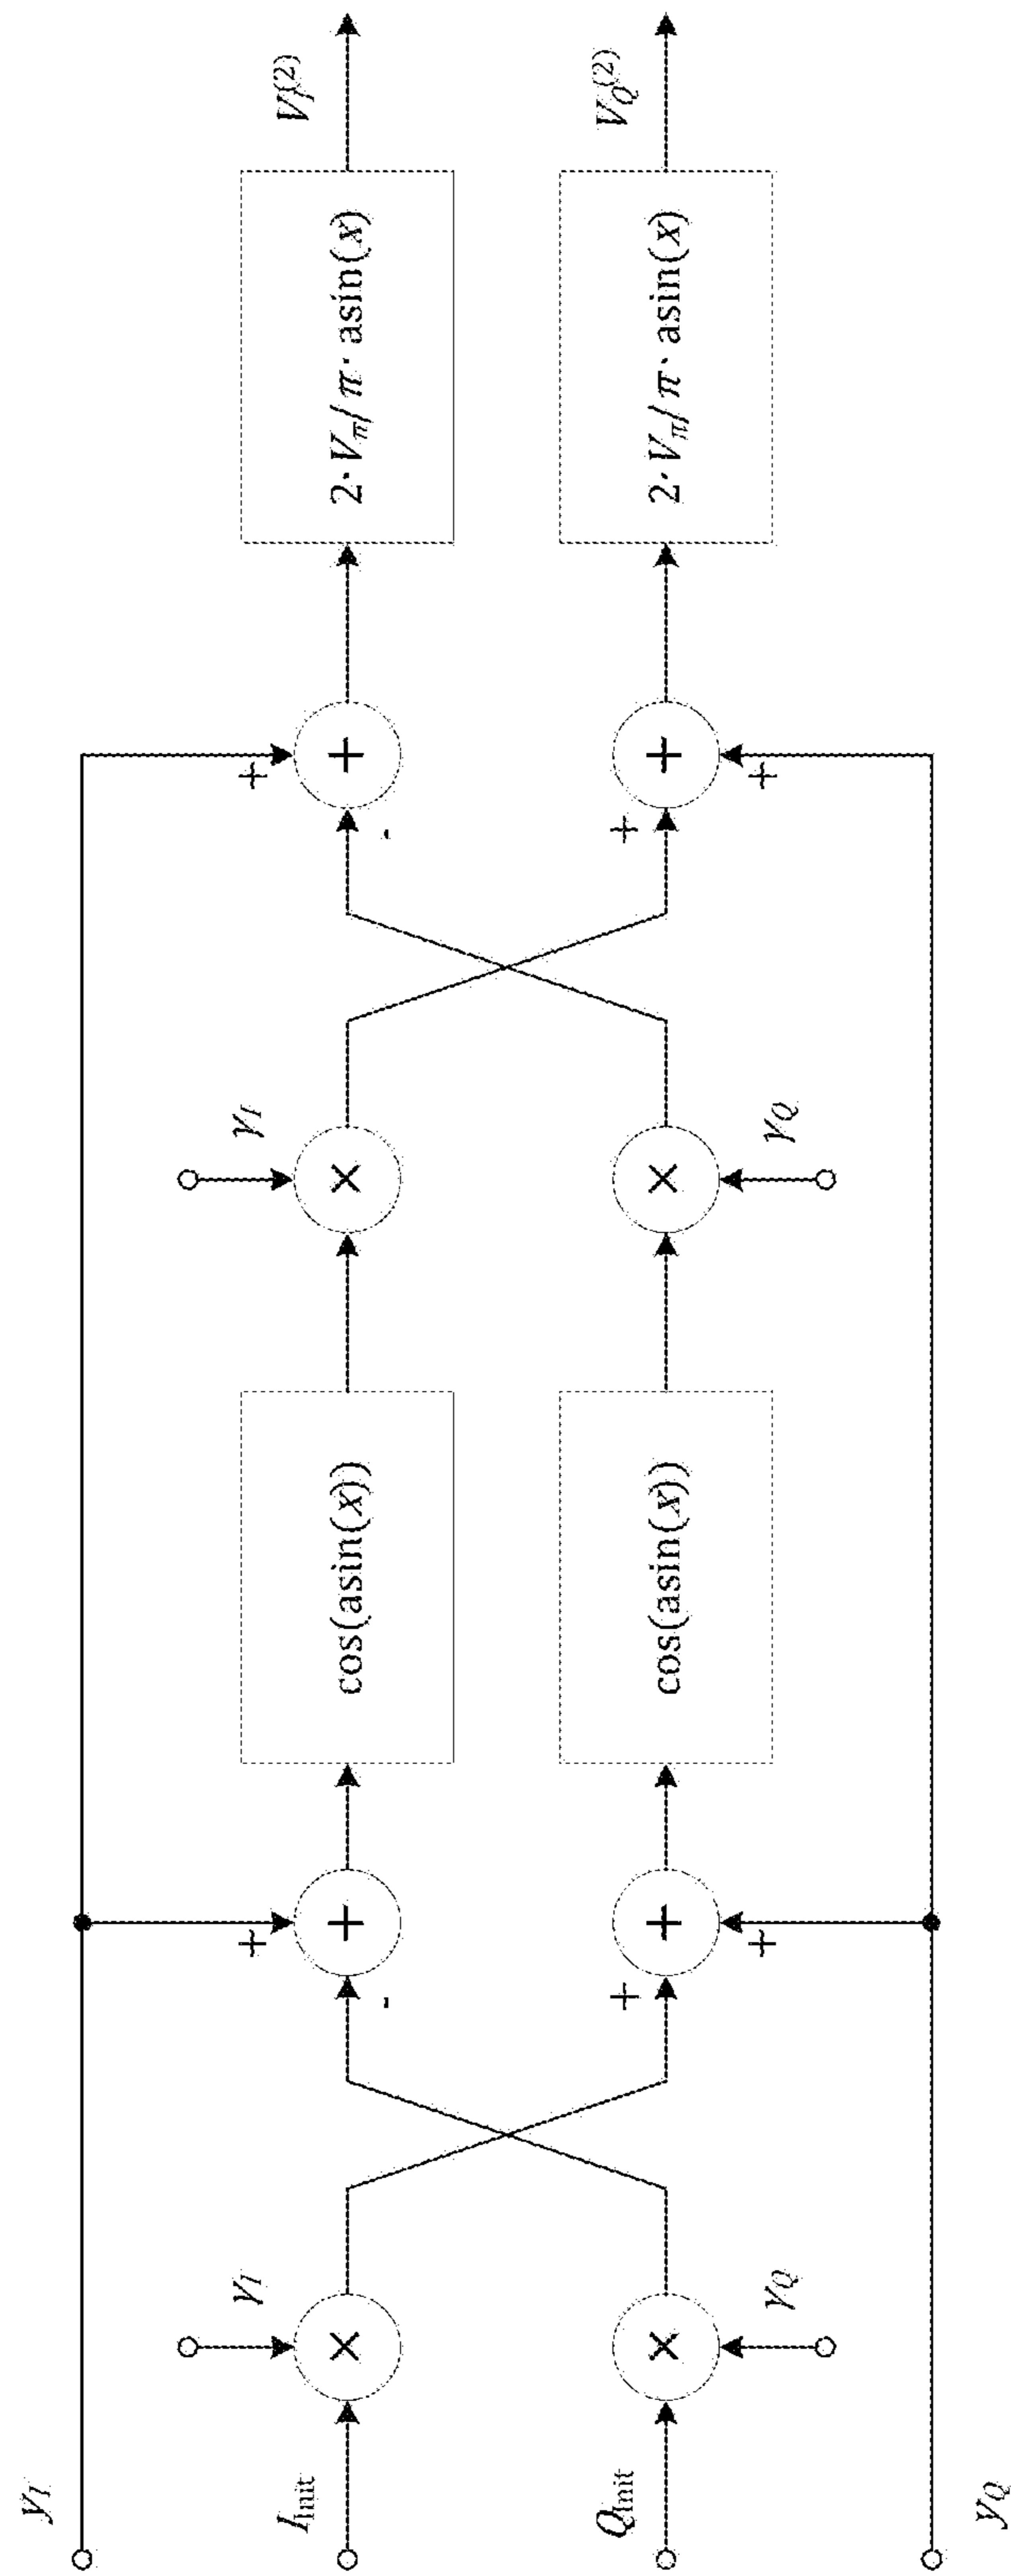 y_I
γ_I + γ_I +
I_Init V_I^(2)
× + cos(asin(x)) × + 2·V_π/π·asin(x)
- -
Q_Init + + V_Q^(2)
× + cos(asin(x)) × + 2·V_π/π·asin(x)
γ_Q + γ_Q +
y_Q